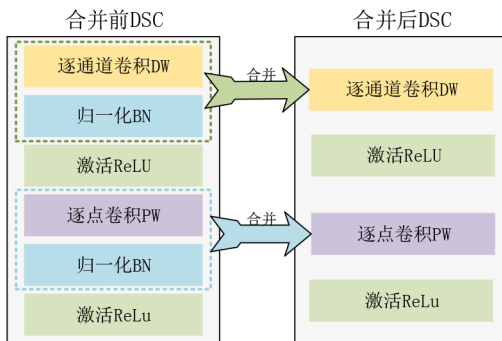 合并前DSC
合并后DSC
逐通道卷积DW
归一化BN
激活ReLU
逐点卷积PW
归一化BN
激活ReLu
合并
合并
逐通道卷积DW
激活ReLU
逐点卷积PW
激活ReLu